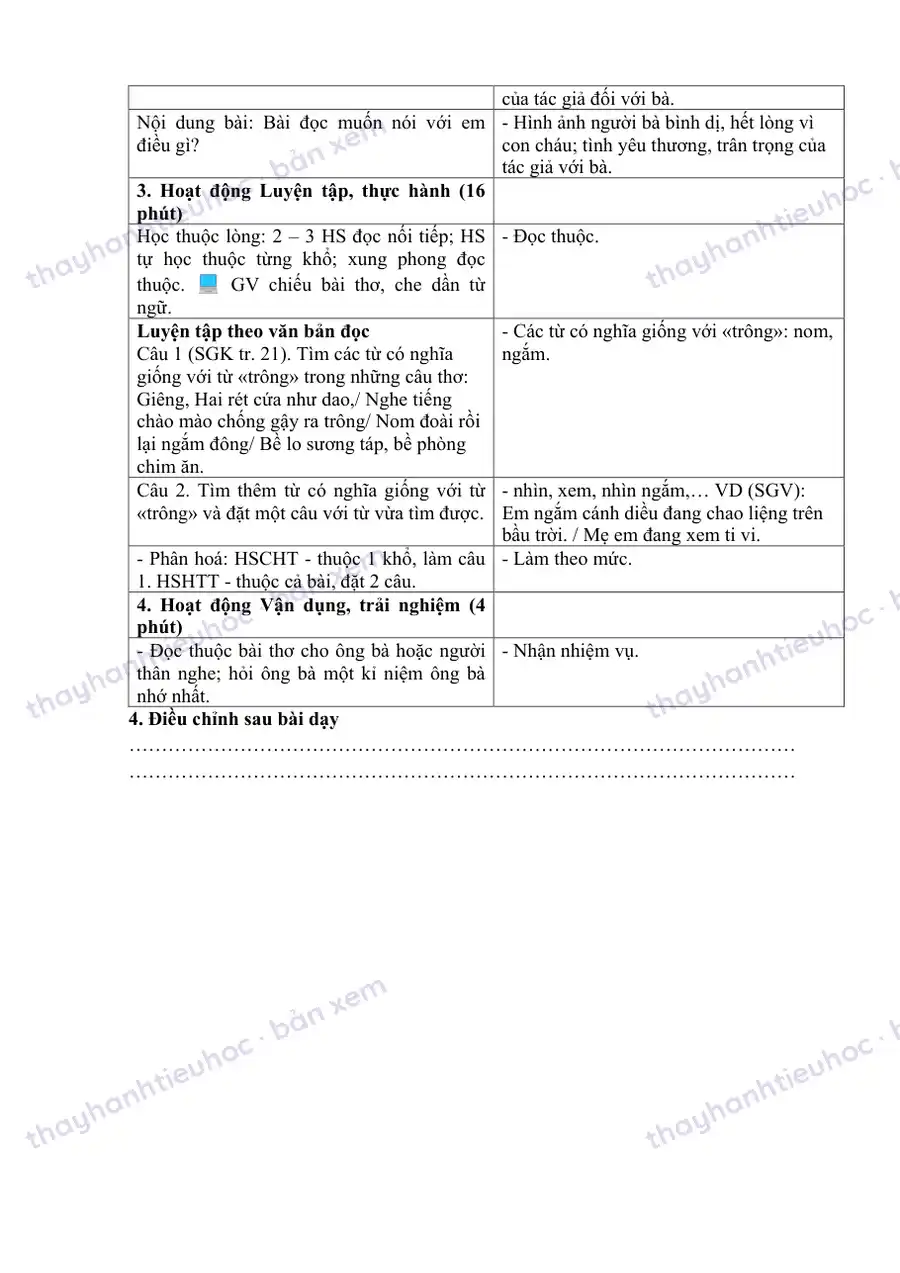 của tác giả đối với bà.
Nội dung bài: Bài đọc muốn nói với em
điều gì?
- Hình ảnh người bà bình dị, hết lòng vì
con cháu; tình yêu thương, trân trọng của
tác giả với bà.
3. Hoạt động Luyện tập, thực hành (16
phút)
Học thuộc lòng: 2 – 3 HS đọc nối tiếp; HS
tự học thuộc từng khổ; xung phong đọc
thuộc. GV chiếu bài thơ, che dần từ
ngữ.
- Đọc thuộc.
Luyện tập theo văn bản đọc
Câu 1 (SGK tr. 21). Tìm các từ có nghĩa
giống với từ «trông» trong những câu thơ:
Giêng, Hai rét cứa như dao,/ Nghe tiếng
chào mào chống gậy ra trông/ Nom đoài rồi
lại ngắm đông/ Bề lo sương táp, bề phòng
chim ăn.
- Các từ có nghĩa giống với «trông»: nom,
ngắm.
Câu 2. Tìm thêm từ có nghĩa giống với từ
«trông» và đặt một câu với từ vừa tìm được.
- nhìn, xem, nhìn ngắm,… VD (SGV):
Em ngắm cánh diều đang chao liệng trên
bầu trời. / Mẹ em đang xem ti vi.
- Phân hoá: HSCHT - thuộc 1 khổ, làm câu
1. HSHTT - thuộc cả bài, đặt 2 câu.
- Làm theo mức.
4. Hoạt động Vận dụng, trải nghiệm (4
phút)
- Đọc thuộc bài thơ cho ông bà hoặc người
thân nghe; hỏi ông bà một kỉ niệm ông bà
nhớ nhất.
- Nhận nhiệm vụ.
4. Điều chỉnh sau bài dạy
…………………………………………………………………………………………
…………………………………………………………………………………………
thayhanhtieuhoc · bản xem
thayhanhtieuhoc · b
thayhanhtieuhoc · bản xem
thayhanhtieuhoc · b
thayhanhtieuhoc · bản xem
thayhanhtieuhoc · b